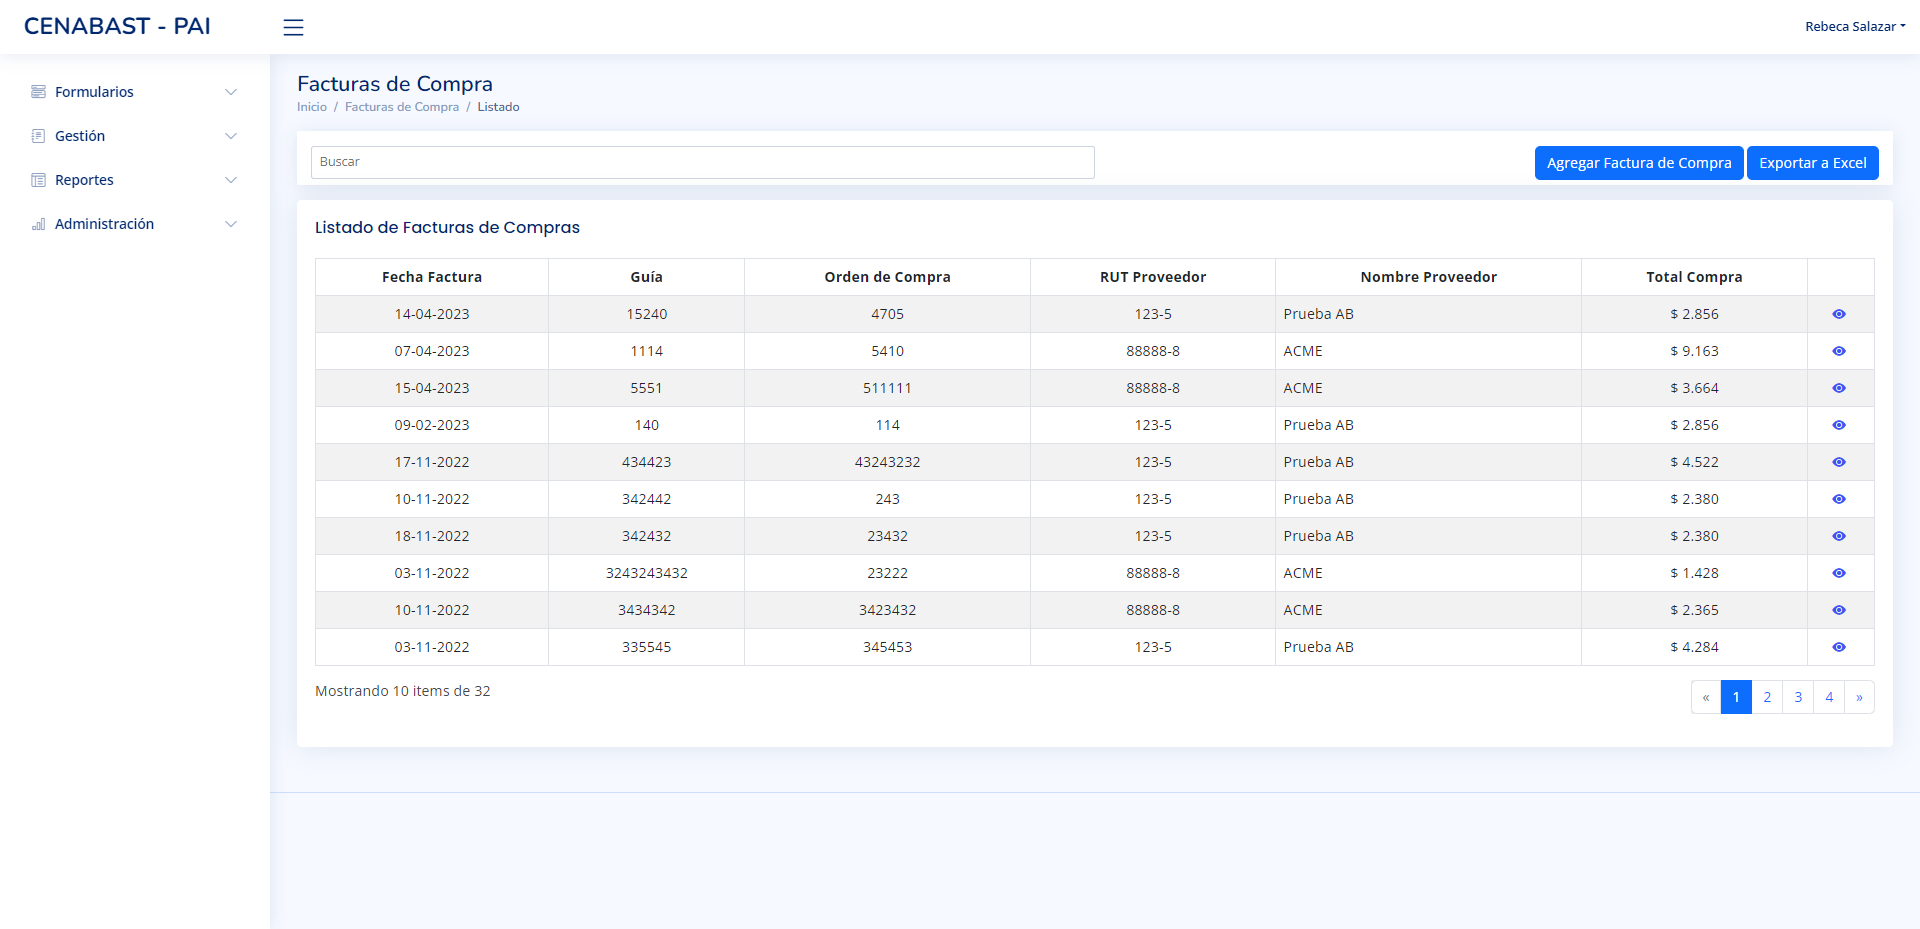 CENABAST - PAI
Rebeca Salazar
Formularios
Gestión
Reportes
Administración
Facturas de Compra
Inicio / Facturas de Compra / Listado
Buscar
Agregar Factura de Compra
Exportar a Excel
Listado de Facturas de Compras
Fecha Factura Guía Orden de Compra RUT Proveedor Nombre Proveedor Total Compra
14-04-2023 15240 4705 123-5 Prueba AB $ 2.856
07-04-2023 1114 5410 88888-8 ACME $ 9.163
15-04-2023 5551 511111 88888-8 ACME $ 3.664
09-02-2023 140 114 123-5 Prueba AB $ 2.856
17-11-2022 434423 43243232 123-5 Prueba AB $ 4.522
10-11-2022 342442 243 123-5 Prueba AB $ 2.380
18-11-2022 342432 23432 123-5 Prueba AB $ 2.380
03-11-2022 3243243432 23222 88888-8 ACME $ 1.428
10-11-2022 3434342 3423432 88888-8 ACME $ 2.365
03-11-2022 335545 345453 123-5 Prueba AB $ 4.284
Mostrando 10 items de 32
« 1 2 3 4 »